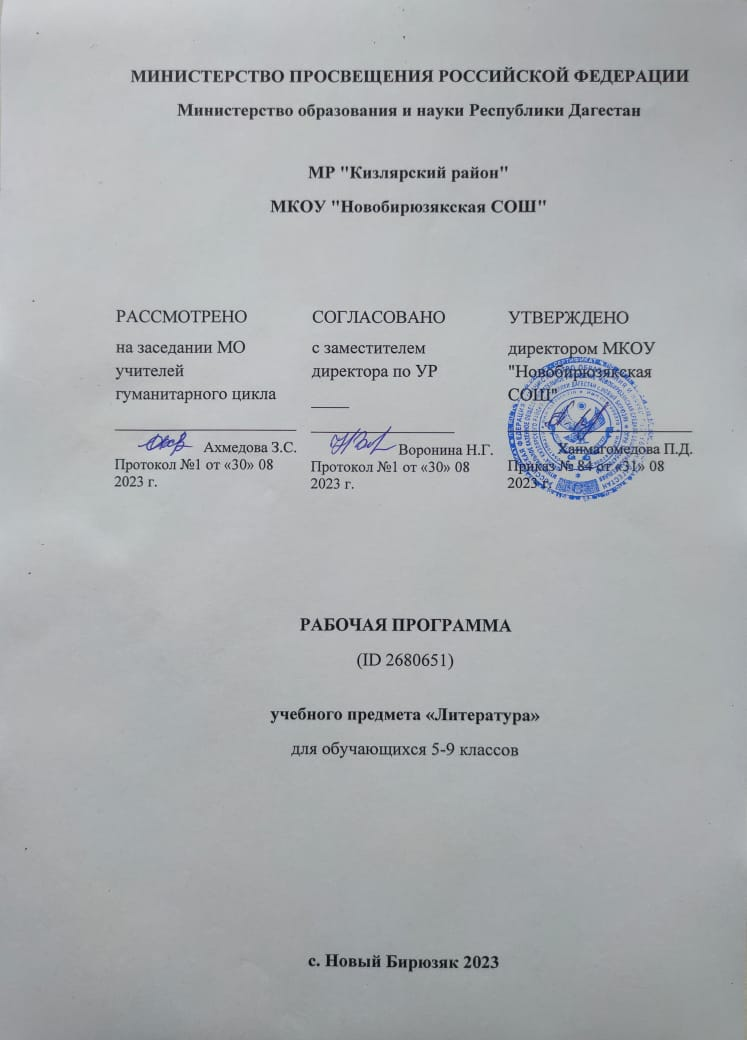 МИНИСТЕРСТВО ПРОСВЕЩЕНИЯ РОССИЙСКОЙ ФЕДЕРАЦИИ
Министерство образования и науки Республики Дагестан
МР "Кизлярский район"
МКОУ "Новобирюзякская СОШ"
РАССМОТРЕНО
на заседании МО
учителей
гуманитарного цикла
Ахмедова З.С.
Протокол №1 от «30» 08
2023 г.
СОГЛАСОВАНО
с заместителем
директора по УР
Воронина Н.Г.
Протокол №1 от «30» 08
2023 г.
УТВЕРЖДЕНО
директором МКОУ
"Новобирюзякская
СОШ"
Ханмагомедова П.Д.
Приказ № 84 от «31» 08
2023 г.
РАБОЧАЯ ПРОГРАММА
(ID 2680651)
учебного предмета «Литература»
для обучающихся 5-9 классов
с. Новый Бирюзяк 2023